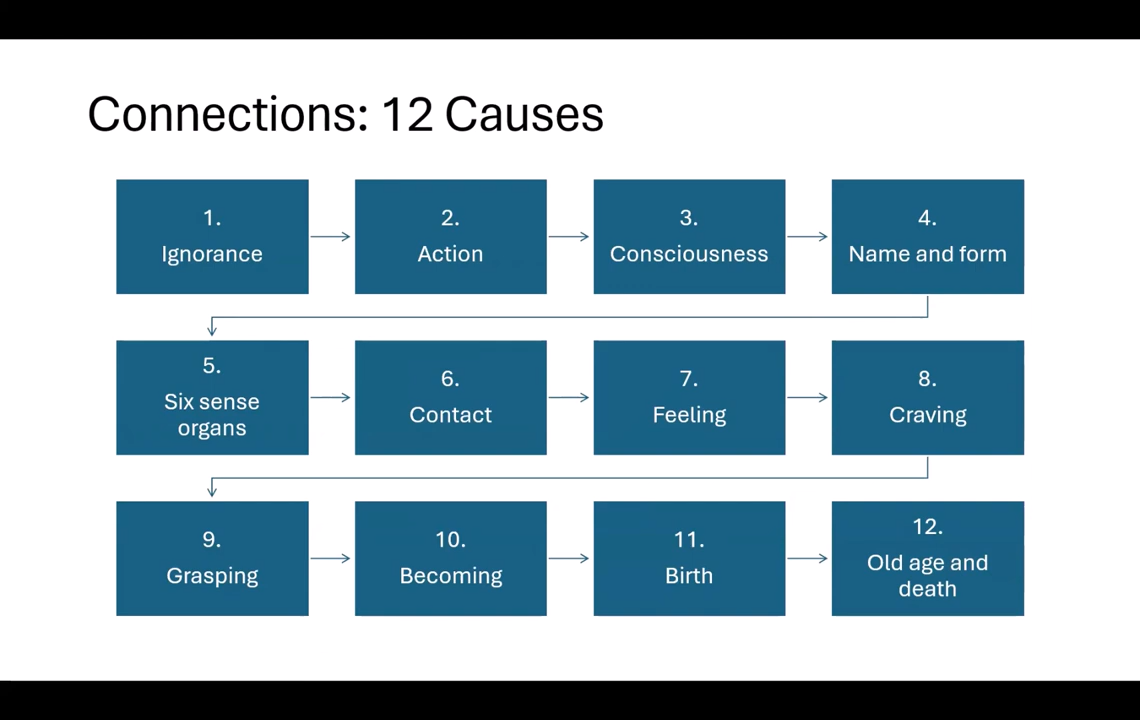 Connections: 12 Causes
1.
Ignorance
2.
Action
3.
Consciousness
4.
Name and form
5.
Six sense
organs
6.
Contact
7.
Feeling
8.
Craving
9.
Grasping
10.
Becoming
11.
Birth
12.
Old age and
death